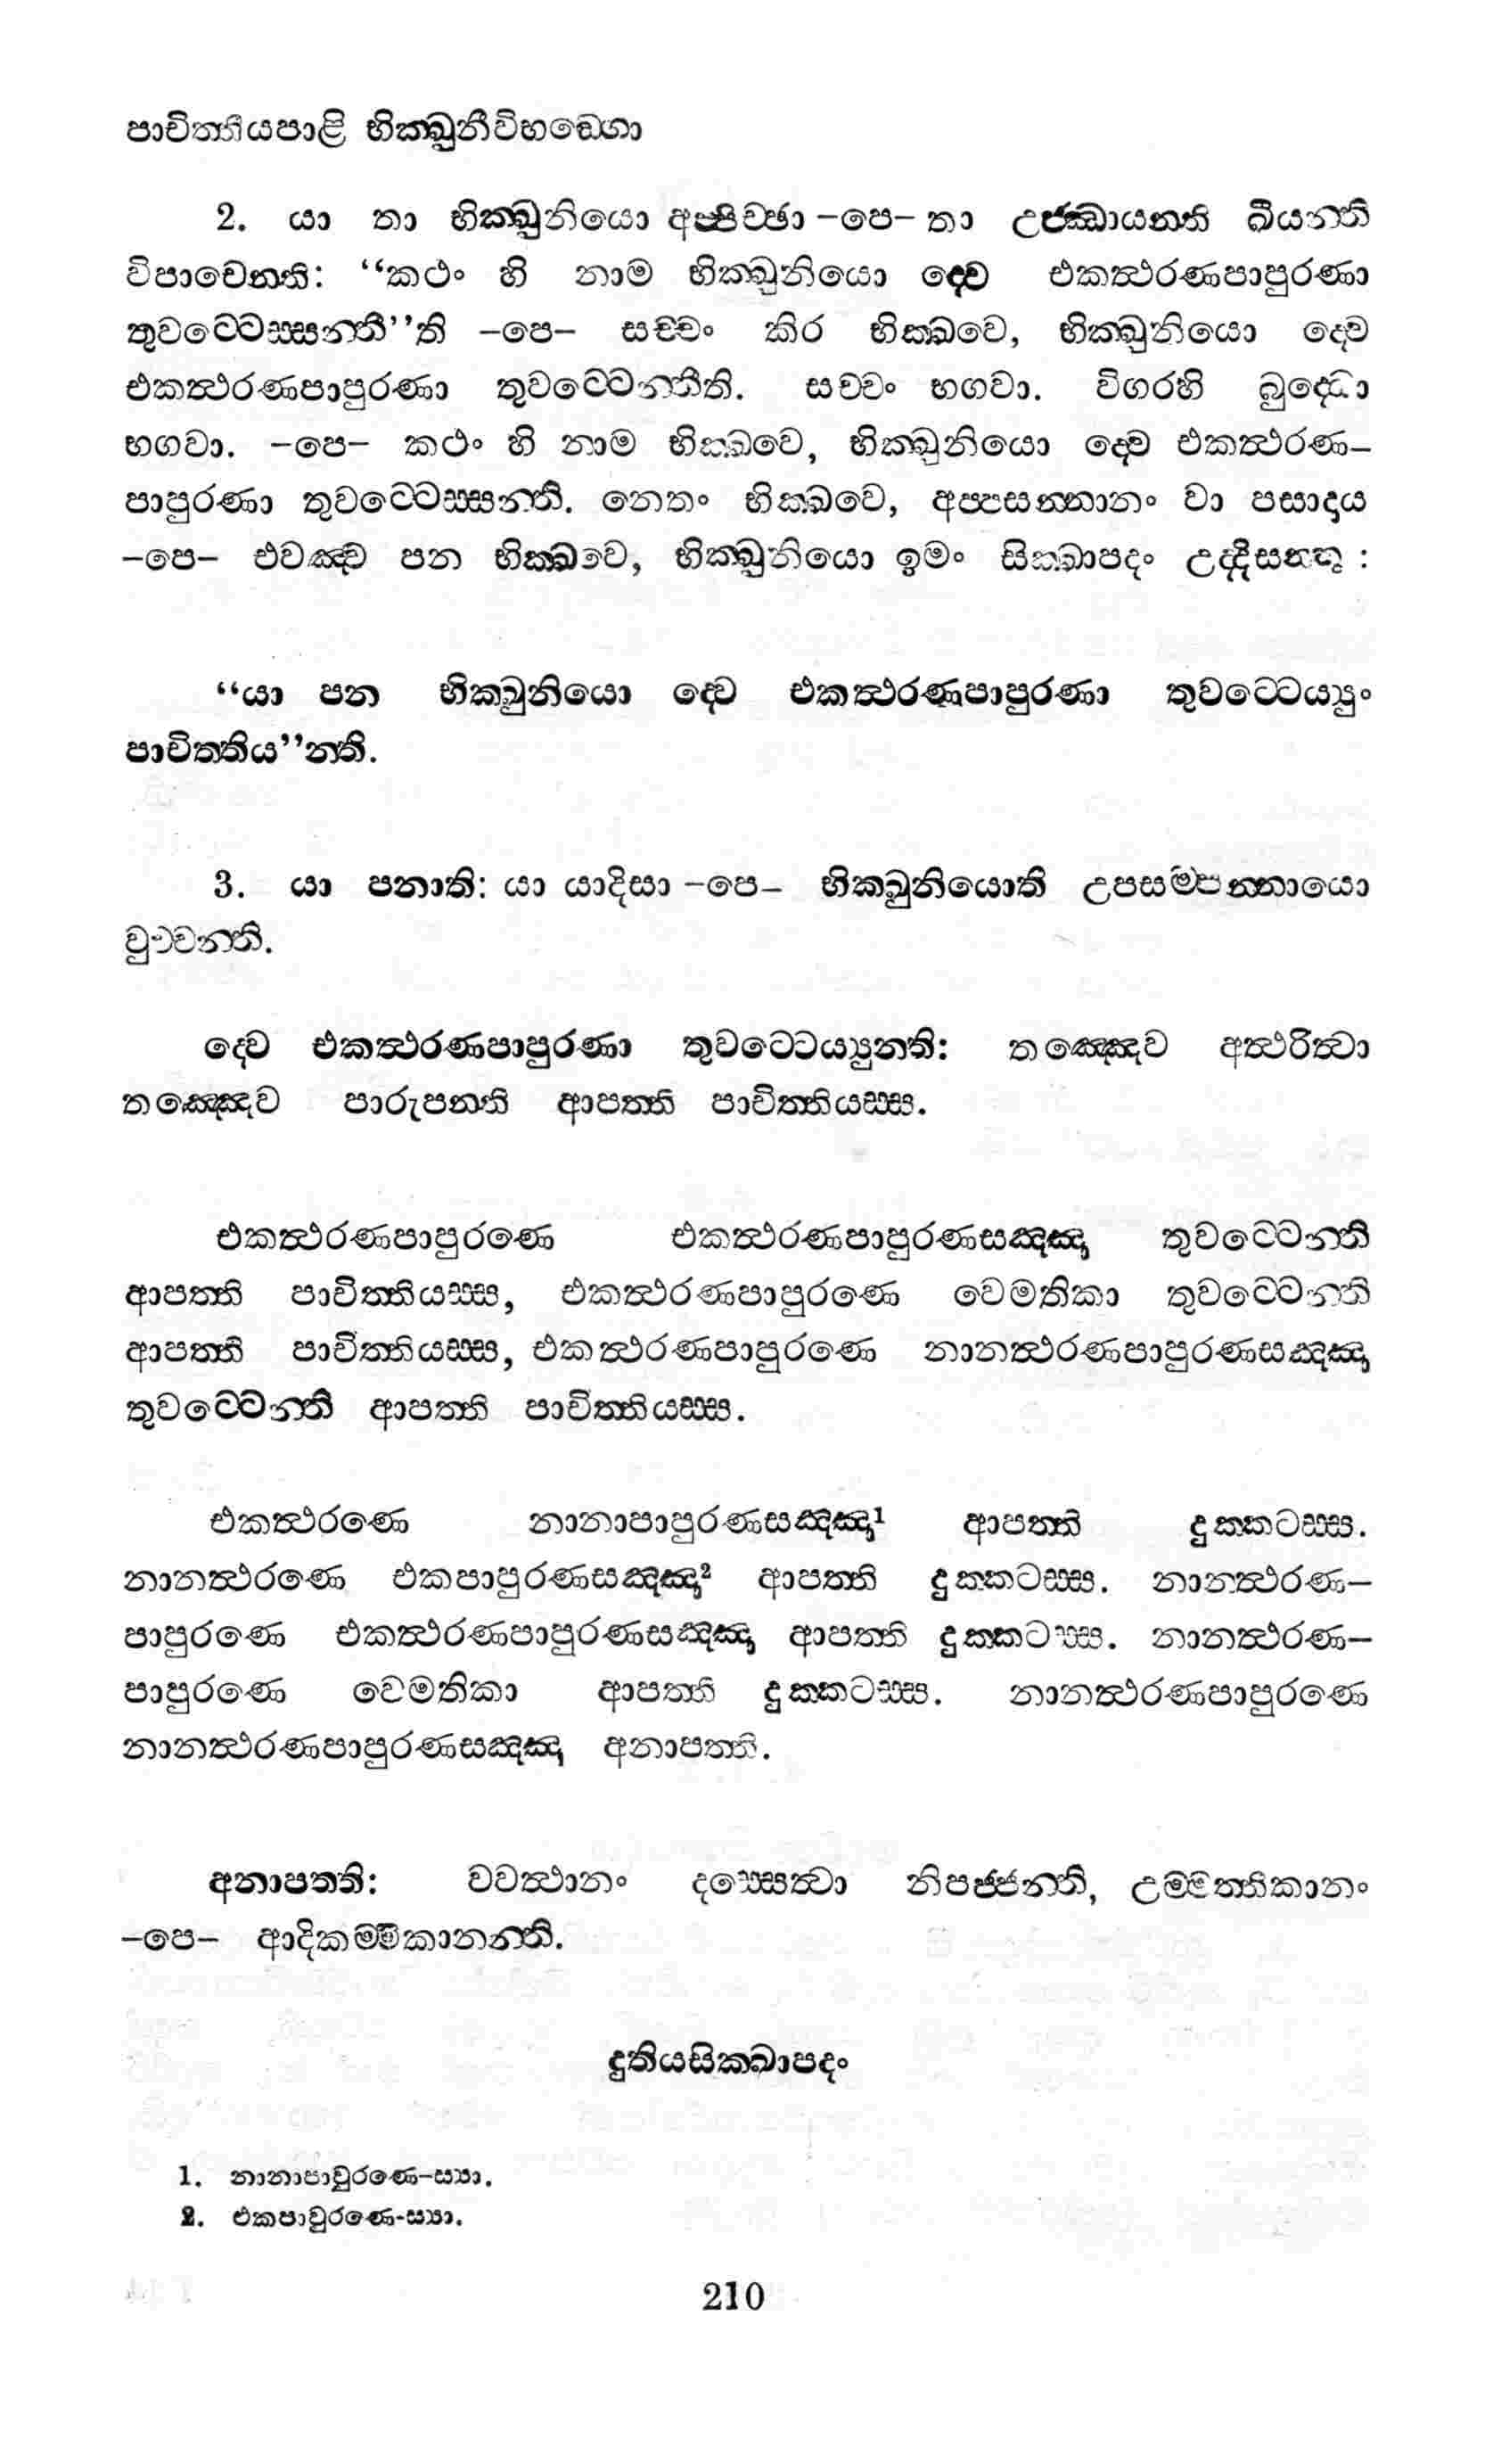 පාචිත්තියපාළි භික්ඛුනීවිභඞ්ගො
2. යා තා භික්ඛුනියො අප්පිච්ඡා –පෙ– තා උජ්ඣායන්ති ඛීයන්ති
විපාචෙන්ති: ‘‘කථං හි නාම භික්ඛුනියො ද්වෙ එකත්ථරණපාපුරණා
තුවට්ටෙස්සන්තී’’ති –පෙ– සච්චං කිර භික්ඛවෙ, භික්ඛුනියො ද්වෙ
එකත්ථරණපාපුරණා තුවට්ටෙන්තීති. සච්චං භගවා. විගරහි බුද්ධො
භගවා. –පෙ– කථං හි නාම භික්ඛවෙ, භික්ඛුනියො ද්වෙ එකත්ථරණ–
පාපුරණා තුවට්ටෙස්සන්ති. නෙතං භික්ඛවෙ, අප්පසන්නානං වා පසාදාය
–පෙ– එවඤ්ච පන භික්ඛවෙ, භික්ඛුනියො ඉමං සික්ඛාපදං උද්දිසන්තු :
‘‘යා පන භික්ඛුනියො ද්වෙ එකත්ථරණපාපුරණා තුවට්ටෙය්‍යුං
පාචිත්තිය’’න්ති.
3. යා පනාති: යා යාදිසා –පෙ– භික්ඛුනියොති උපසම්පන්නායො
වුච්චන්ති.
ද්වෙ එකත්ථරණපාපුරණා තුවට්ටෙය්‍යුන්ති: තඤ්ඤෙව අත්ථරිත්වා
තඤ්ඤෙව පාරුපන්ති ආපත්ති පාචිත්තියස්ස.
එකත්ථරණපාපුරණෙ එකත්ථරණපාපුරණසඤ්ඤා තුවට්ටෙන්ති
ආපත්ති පාචිත්තියස්ස, එකත්ථරණපාපුරණෙ වෙමතිකා තුවට්ටෙන්ති
ආපත්ති පාචිත්තියස්ස, එකත්ථරණපාපුරණෙ නානත්ථරණපාපුරණසඤ්ඤා
තුවට්ටෙන්ති ආපත්ති පාචිත්තියස්ස.
එකත්ථරණෙ නානාපාපුරණසඤ්ඤා¹ ආපත්ති දුක්කටස්ස.
නානත්ථරණෙ එකපාපුරණසඤ්ඤා² ආපත්ති දුක්කටස්ස. නානත්ථරණ–
පාපුරණෙ එකත්ථරණපාපුරණසඤ්ඤා ආපත්ති දුක්කටස්ස. නානත්ථරණ–
පාපුරණෙ වෙමතිකා ආපත්ති දුක්කටස්ස. නානත්ථරණපාපුරණෙ
නානත්ථරණපාපුරණසඤ්ඤා අනාපත්ති.
අනාපත්ති: වවත්ථානං දස්සෙත්වා නිපජ්ජන්ති, උම්මත්තිකානං
–පෙ– ආදිකම්මිකානන්ති.
දුතියසික්ඛාපදං
1. නානාපාවුරණෙ–ස්‍යා.
2. එකපාවුරණෙ-ස්‍යා.
210